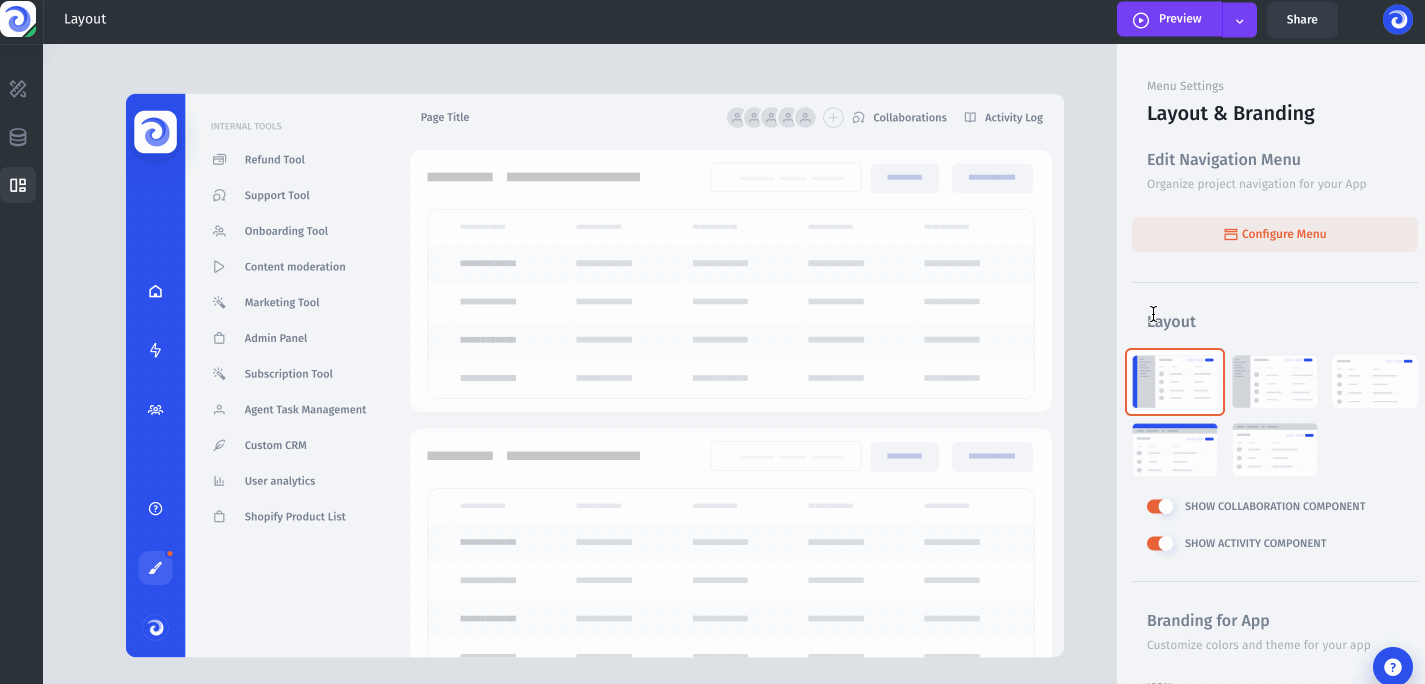 Layout
Preview
Share
INTERNAL TOOLS
Refund Tool
Support Tool
Onboarding Tool
Content moderation
Marketing Tool
Admin Panel
Subscription Tool
Agent Task Management
Custom CRM
User analytics
Shopify Product List
Page Title
Collaborations
Activity Log
Menu Settings
Layout & Branding
Edit Navigation Menu
Organize project navigation for your App
Configure Menu
Layout
SHOW COLLABORATION COMPONENT
SHOW ACTIVITY COMPONENT
Branding for App
Customize colors and theme for your app